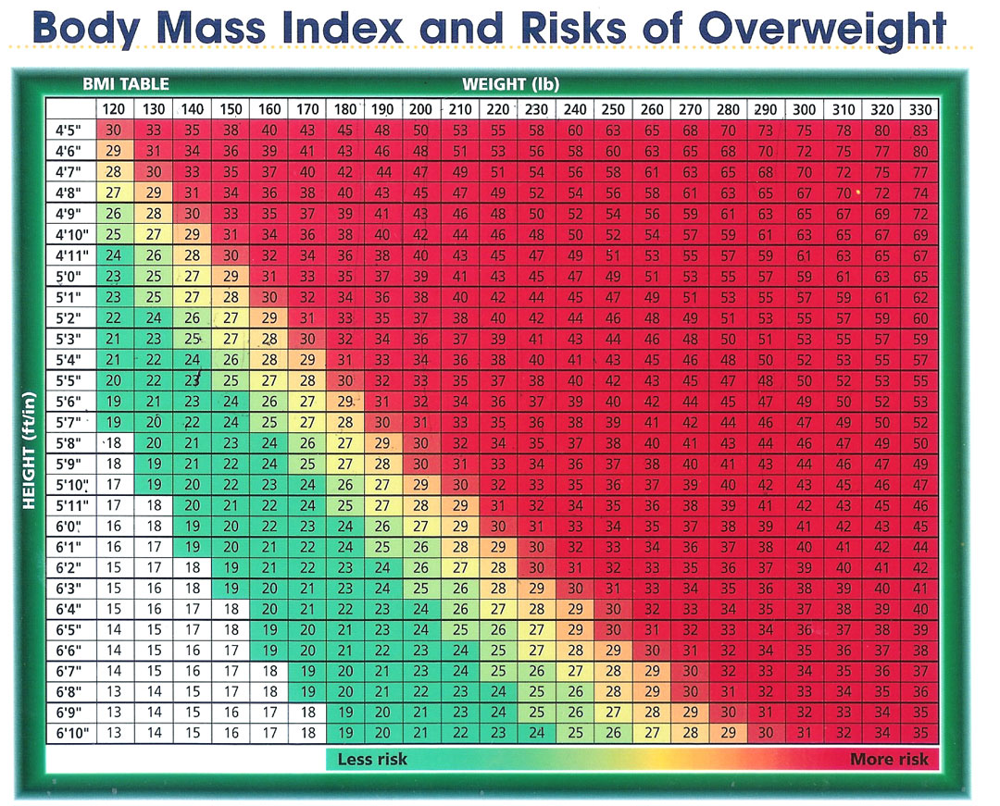 Body Mass Index and Risks of Overweight
BMI TABLE WEIGHT (lb)
120 130 140 150 160 170 180 190 200 210 220 230 240 250 260 270 280 290 300 310 320 330
4'5" 30 33 35 38 40 43 45 48 50 53 55 58 60 63 65 68 70 73 75 78 80 83
4'6" 29 31 34 36 39 41 43 46 48 51 53 56 58 60 63 65 68 70 72 75 77 80
4'7" 28 30 33 35 37 40 42 44 47 49 51 54 56 58 61 63 65 68 70 72 75 77
4'8" 27 29 31 34 36 38 40 43 45 47 49 52 54 56 58 61 63 65 67 70 72 74
4'9" 26 28 30 33 35 37 39 41 43 46 48 50 52 54 56 59 61 63 65 67 69 72
4'10" 25 27 29 31 34 36 38 40 42 44 46 48 50 52 54 57 59 61 63 65 67 69
4'11" 24 26 28 30 32 34 36 38 40 43 45 47 49 51 53 55 57 59 61 63 65 67
5'0" 23 25 27 29 31 33 35 37 39 41 43 45 47 49 51 53 55 57 59 61 63 65
5'1" 23 25 27 28 30 32 34 36 38 40 42 44 45 47 49 51 53 55 57 59 61 62
5'2" 22 24 26 27 29 31 33 35 37 38 40 42 44 46 48 49 51 53 55 57 59 60
5'3" 21 23 25 27 28 30 32 34 36 37 39 41 43 44 46 48 50 51 53 55 57 59
5'4" 21 22 24 26 28 29 31 33 34 36 38 40 41 43 45 46 48 50 52 53 55 57
5'5" 20 22 23 25 27 28 30 32 33 35 37 38 40 42 43 45 47 48 50 52 53 55
5'6" 19 21 23 24 26 27 29 31 32 34 36 37 39 40 42 44 45 47 49 50 52 53
5'7" 19 20 22 24 25 27 28 30 31 33 35 36 38 39 41 42 44 46 47 49 50 52
5'8" 18 20 21 23 24 26 27 29 30 32 34 35 37 38 40 41 43 44 46 47 49 50
5'9" 18 19 21 22 24 25 27 28 30 31 33 34 36 37 38 40 41 43 44 46 47 49
5'10" 17 19 20 22 23 24 26 27 29 30 32 33 35 36 37 39 40 42 43 45 46 47
5'11" 17 18 20 21 22 24 25 27 28 29 31 32 34 35 36 38 39 41 42 43 45 46
6'0" 16 18 19 20 22 23 24 26 27 29 30 31 33 34 35 37 38 39 41 42 43 45
6'1" 16 17 19 20 21 22 24 25 26 28 29 30 32 33 34 36 37 38 40 41 42 44
6'2" 15 17 18 19 21 22 23 24 26 27 28 30 31 32 33 35 36 37 39 40 41 42
6'3" 15 16 18 19 20 21 23 24 25 26 28 29 30 31 33 34 35 36 38 39 40 41
6'4" 15 16 17 18 20 21 22 23 24 26 27 28 29 30 32 33 34 35 37 38 39 40
6'5" 14 15 17 18 19 20 21 23 24 25 26 27 29 30 31 32 33 34 36 37 38 39
6'6" 14 15 16 17 19 20 21 22 23 24 25 27 28 29 30 31 32 34 35 36 37 38
6'7" 14 15 16 17 18 19 20 21 23 24 25 26 27 28 29 30 32 33 34 35 36 37
6'8" 13 14 15 17 18 19 20 21 22 23 24 25 26 28 29 30 31 32 33 34 35 36
6'9" 13 14 15 16 17 18 19 20 21 23 24 25 26 27 28 29 30 31 32 33 34 35
6'10" 13 14 15 16 17 18 19 20 21 22 23 24 25 26 27 28 29 30 31 32 34 35
HEIGHT (ft/in)
Less risk More risk